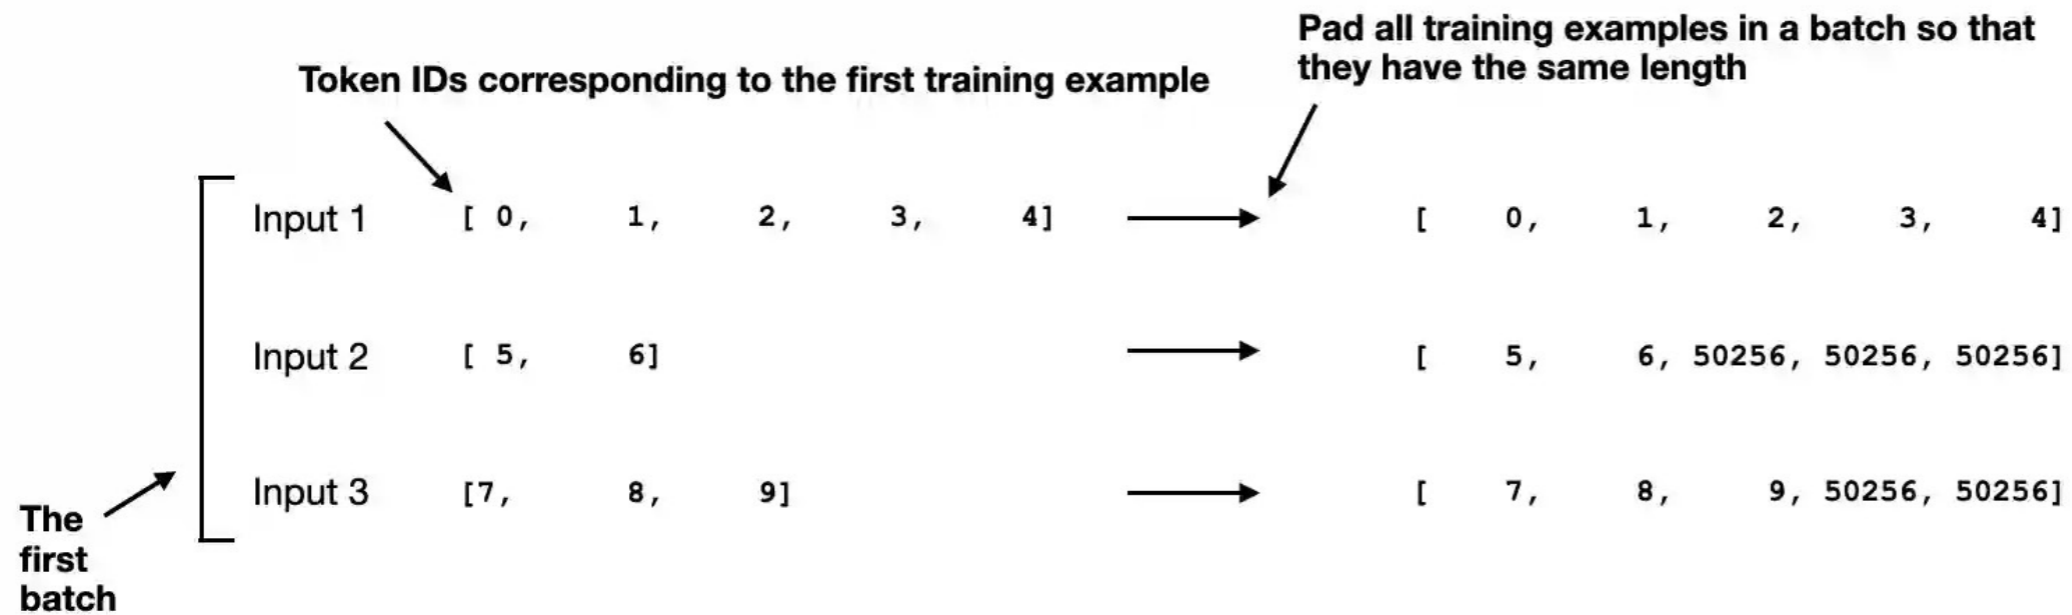 Pad all training examples in a batch so that
they have the same length
Token IDs corresponding to the first training example
Input 1 [ 0, 1, 2, 3, 4] [ 0, 1, 2, 3, 4]
Input 2 [ 5, 6] [ 5, 6, 50256, 50256, 50256]
Input 3 [7, 8, 9] [ 7, 8, 9, 50256, 50256]
The
first
batch